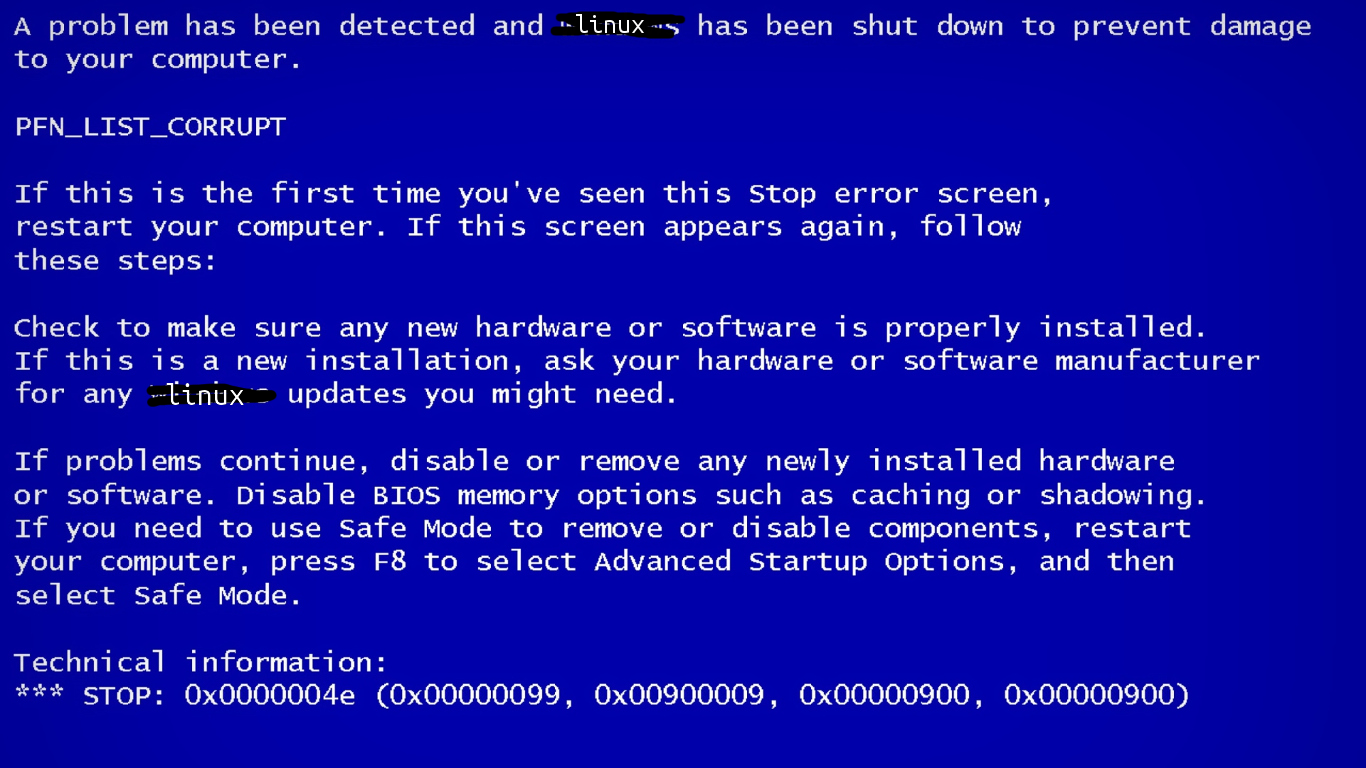 A problem has been detected and linux has been shut down to prevent damage
to your computer.
PFN_LIST_CORRUPT
If this is the first time you've seen this Stop error screen,
restart your computer. If this screen appears again, follow
these steps:
Check to make sure any new hardware or software is properly installed.
If this is a new installation, ask your hardware or software manufacturer
for any linux updates you might need.
If problems continue, disable or remove any newly installed hardware
or software. Disable BIOS memory options such as caching or shadowing.
If you need to use Safe Mode to remove or disable components, restart
your computer, press F8 to select Advanced Startup Options, and then
select Safe Mode.
Technical information:
*** STOP: 0x0000004e (0x00000099, 0x00900009, 0x00000900, 0x00000900)